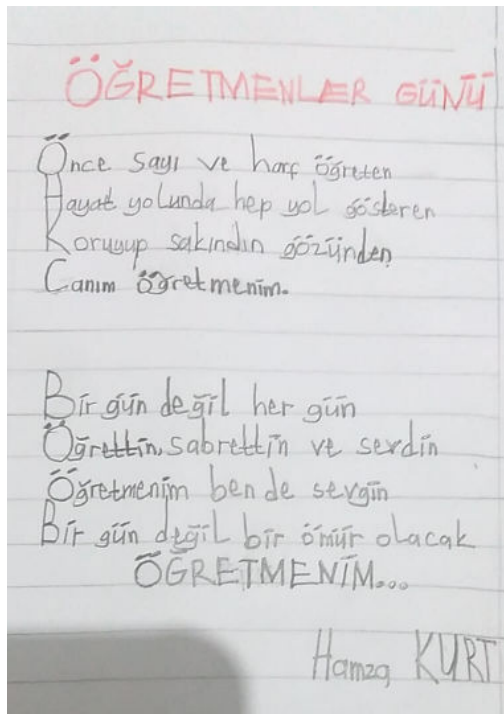 ÖĞRETMENLER GÜNÜ
Önce sayı ve harf öğreten
Hayat yolunda hep yol gösteren
Koruyup sakındın gözünden
Canım öğretmenim.
Bir gün değil her gün
Öğrettin, sabrettin ve sevdin
Öğretmenim ben de sevgin
Bir gün değil bir ömür olacak
ÖĞRETMENİM...
Hamza KURT